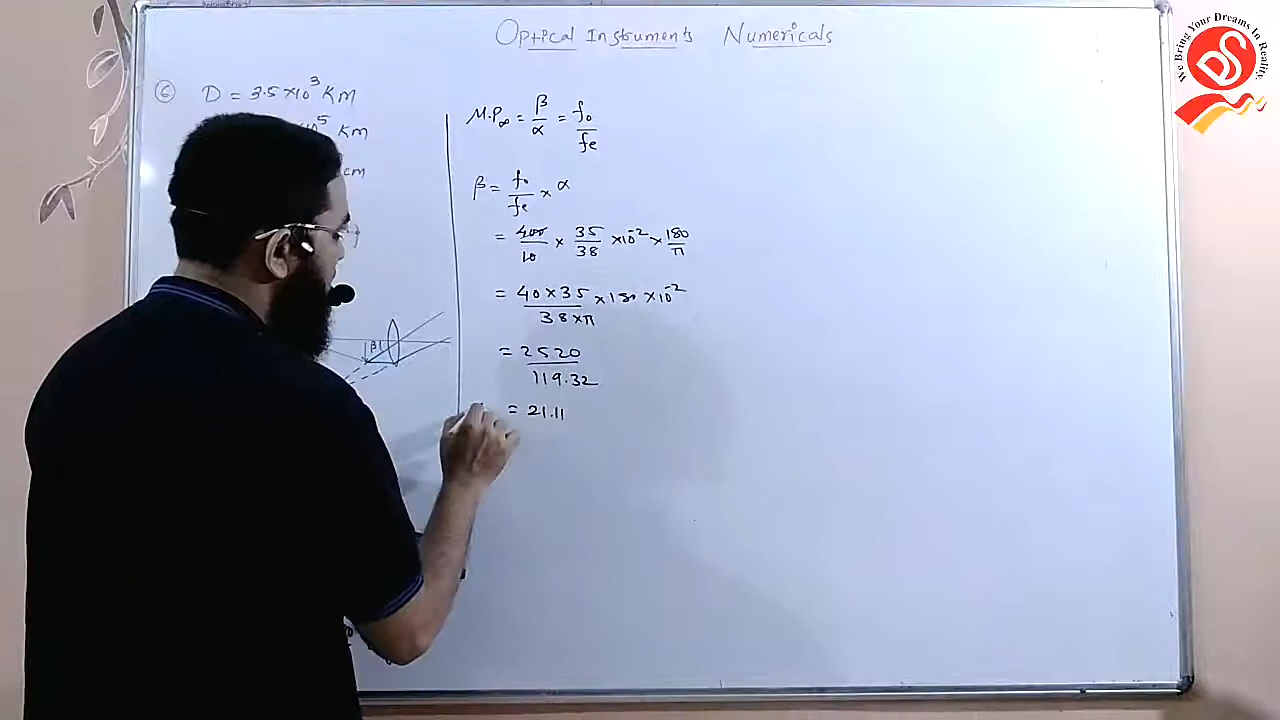 Optical Instruments Numericals
⑥ D = 3.5×10³ KM
10⁵ KM
cm
M.P∞ = β/α = fo/fe
β = fo/fe × α
= 400/10 × 35/38 ×10⁻² × 180/π
= 40×35/38×π ×180 ×10⁻²
= 2520/119.32
= 21.11
β
We Bring Your Dreams In Reality
DS